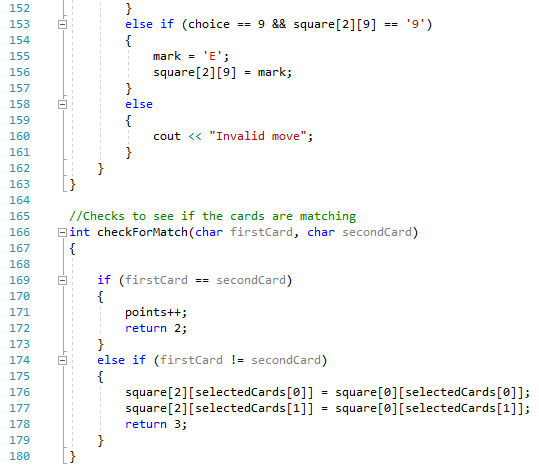 152 }
153 else if (choice == 9 && square[2][9] == '9')
154 {
155 mark = 'E';
156 square[2][9] = mark;
157 }
158 else
159 {
160 cout << "Invalid move";
161 }
162 }
163 }
164
165 //Checks to see if the cards are matching
166 int checkForMatch(char firstCard, char secondCard)
167 {
168
169 if (firstCard == secondCard)
170 {
171 points++;
172 return 2;
173 }
174 else if (firstCard != secondCard)
175 {
176 square[2][selectedCards[0]] = square[0][selectedCards[0]];
177 square[2][selectedCards[1]] = square[0][selectedCards[1]];
178 return 3;
179 }
180 }